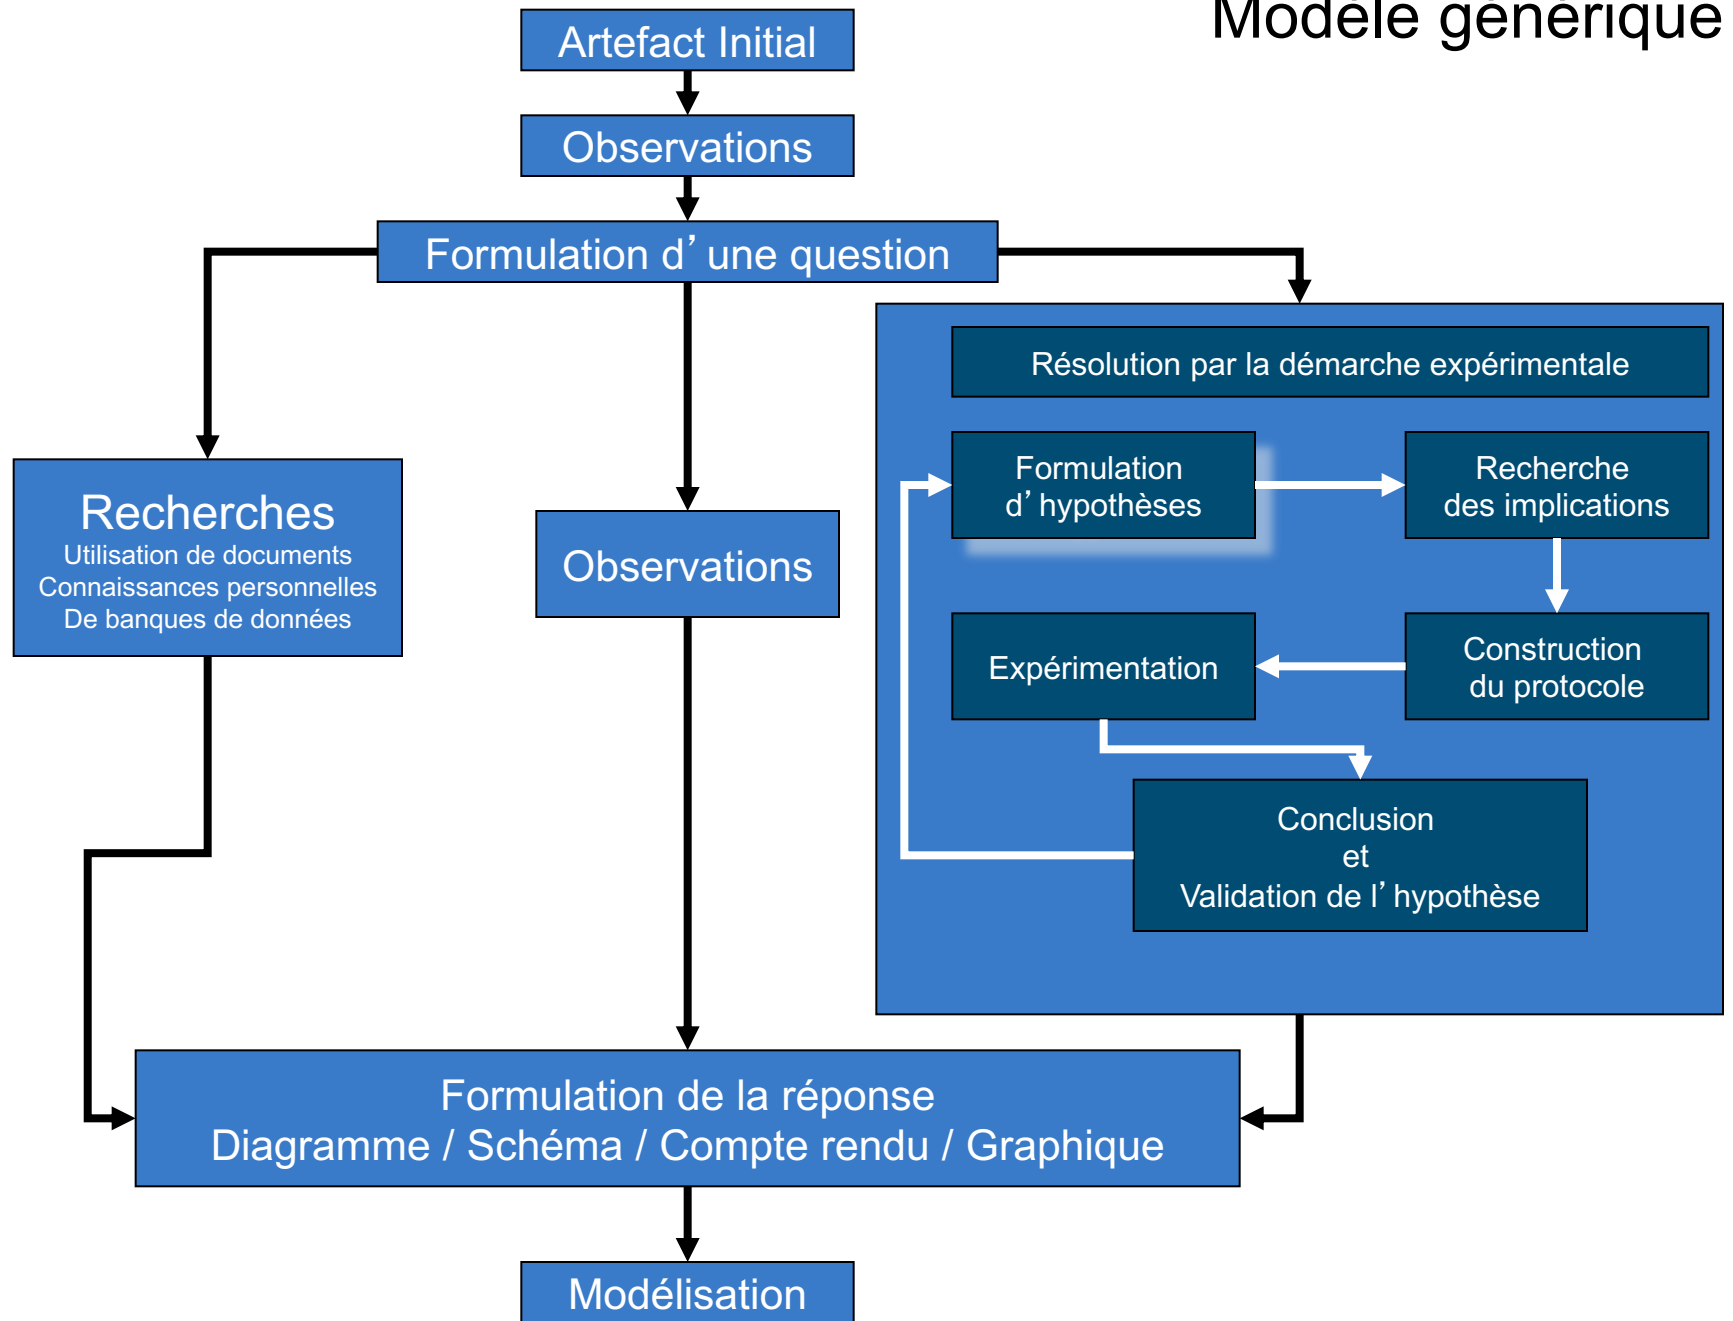 Modèle générique
Artefact Initial
Observations
Formulation d’une question
Résolution par la démarche expérimentale
Formulation
d’hypothèses
Recherche
des implications
Recherches
Utilisation de documents
Connaissances personnelles
De banques de données
Observations
Expérimentation
Construction
du protocole
Conclusion
et
Validation de l’hypothèse
Formulation de la réponse
Diagramme / Schéma / Compte rendu / Graphique
Modélisation